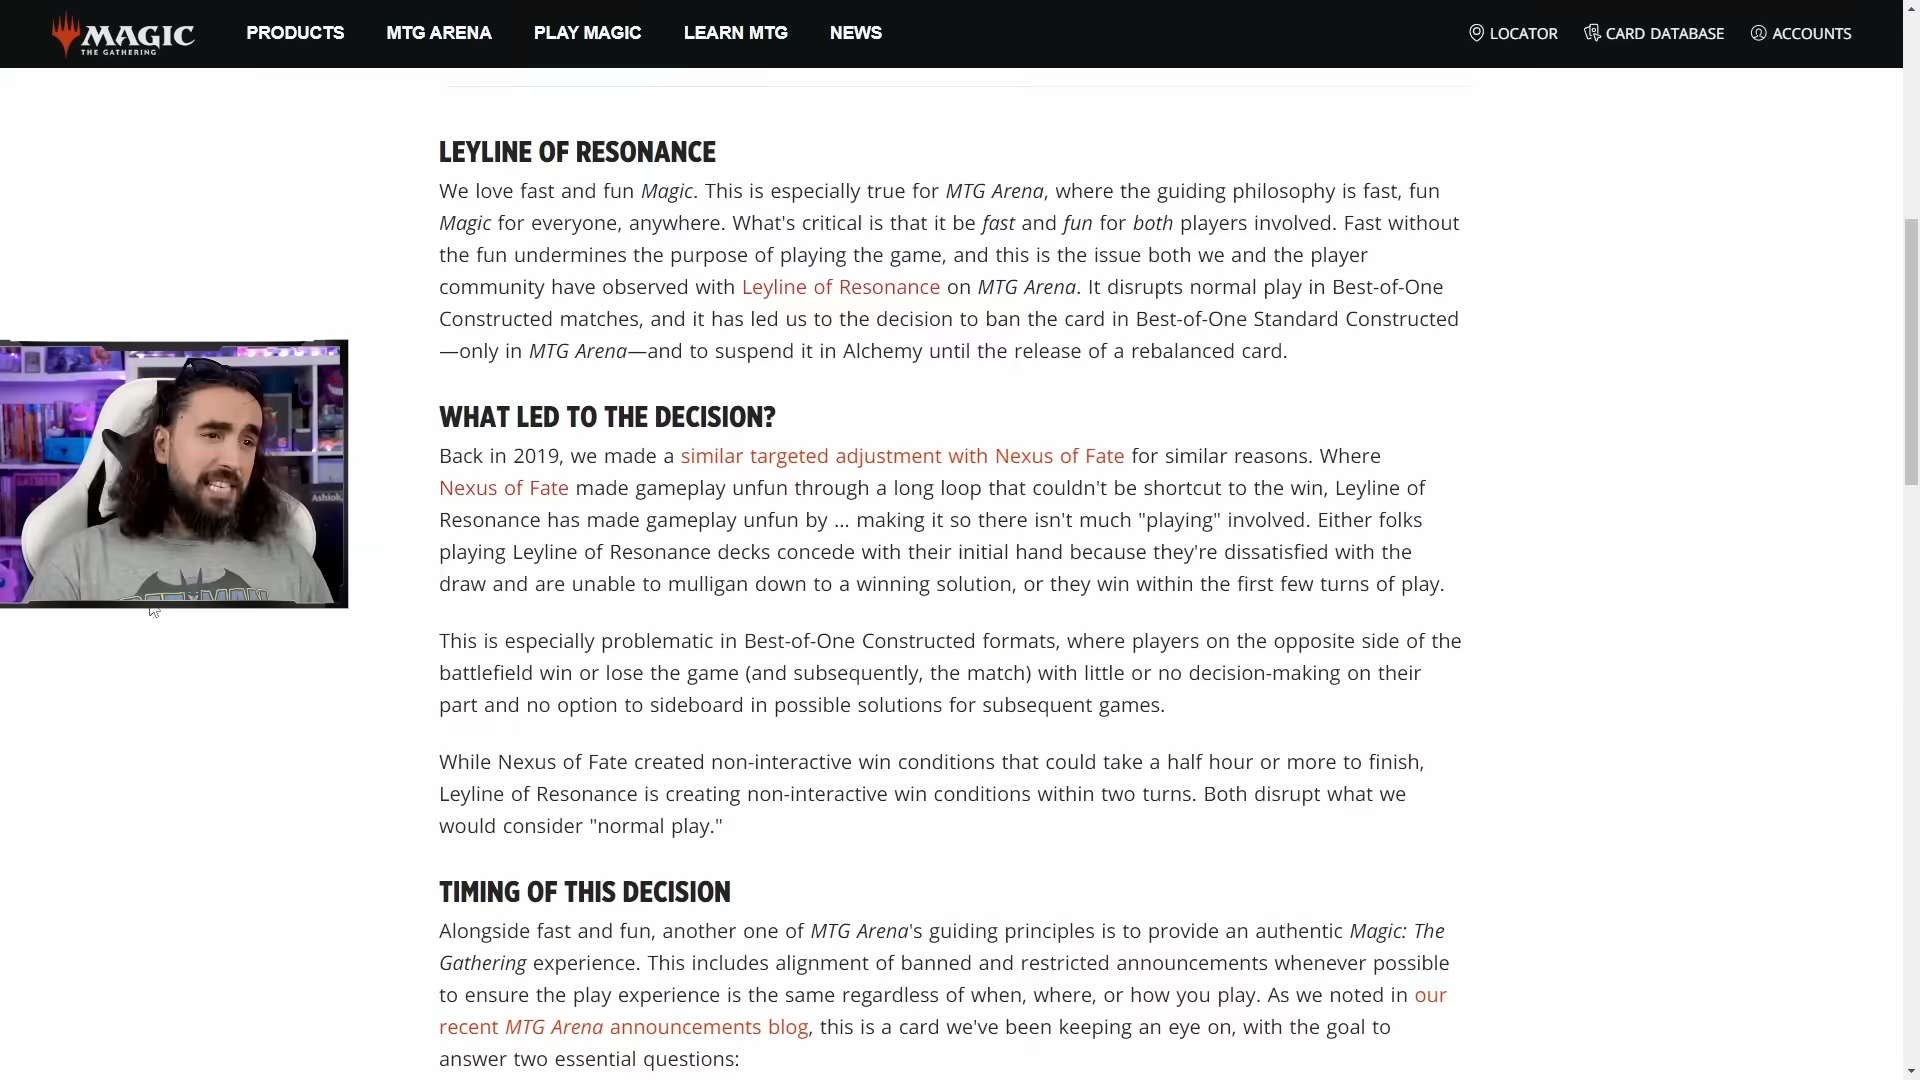 MAGIC
THE GATHERING
PRODUCTS MTG ARENA PLAY MAGIC LEARN MTG NEWS LOCATOR CARD DATABASE ACCOUNTS
LEYLINE OF RESONANCE
We love fast and fun Magic. This is especially true for MTG Arena, where the guiding philosophy is fast, fun
Magic for everyone, anywhere. What's critical is that it be fast and fun for both players involved. Fast without
the fun undermines the purpose of playing the game, and this is the issue both we and the player
community have observed with Leyline of Resonance on MTG Arena. It disrupts normal play in Best-of-One
Constructed matches, and it has led us to the decision to ban the card in Best-of-One Standard Constructed
—only in MTG Arena—and to suspend it in Alchemy until the release of a rebalanced card.
WHAT LED TO THE DECISION?
Back in 2019, we made a similar targeted adjustment with Nexus of Fate for similar reasons. Where
Nexus of Fate made gameplay unfun through a long loop that couldn't be shortcut to the win, Leyline of
Resonance has made gameplay unfun by ... making it so there isn't much "playing" involved. Either folks
playing Leyline of Resonance decks concede with their initial hand because they're dissatisfied with the
draw and are unable to mulligan down to a winning solution, or they win within the first few turns of play.
This is especially problematic in Best-of-One Constructed formats, where players on the opposite side of the
battlefield win or lose the game (and subsequently, the match) with little or no decision-making on their
part and no option to sideboard in possible solutions for subsequent games.
While Nexus of Fate created non-interactive win conditions that could take a half hour or more to finish,
Leyline of Resonance is creating non-interactive win conditions within two turns. Both disrupt what we
would consider "normal play."
TIMING OF THIS DECISION
Alongside fast and fun, another one of MTG Arena's guiding principles is to provide an authentic Magic: The
Gathering experience. This includes alignment of banned and restricted announcements whenever possible
to ensure the play experience is the same regardless of when, where, or how you play. As we noted in our
recent MTG Arena announcements blog, this is a card we've been keeping an eye on, with the goal to
answer two essential questions:
Ashiok,